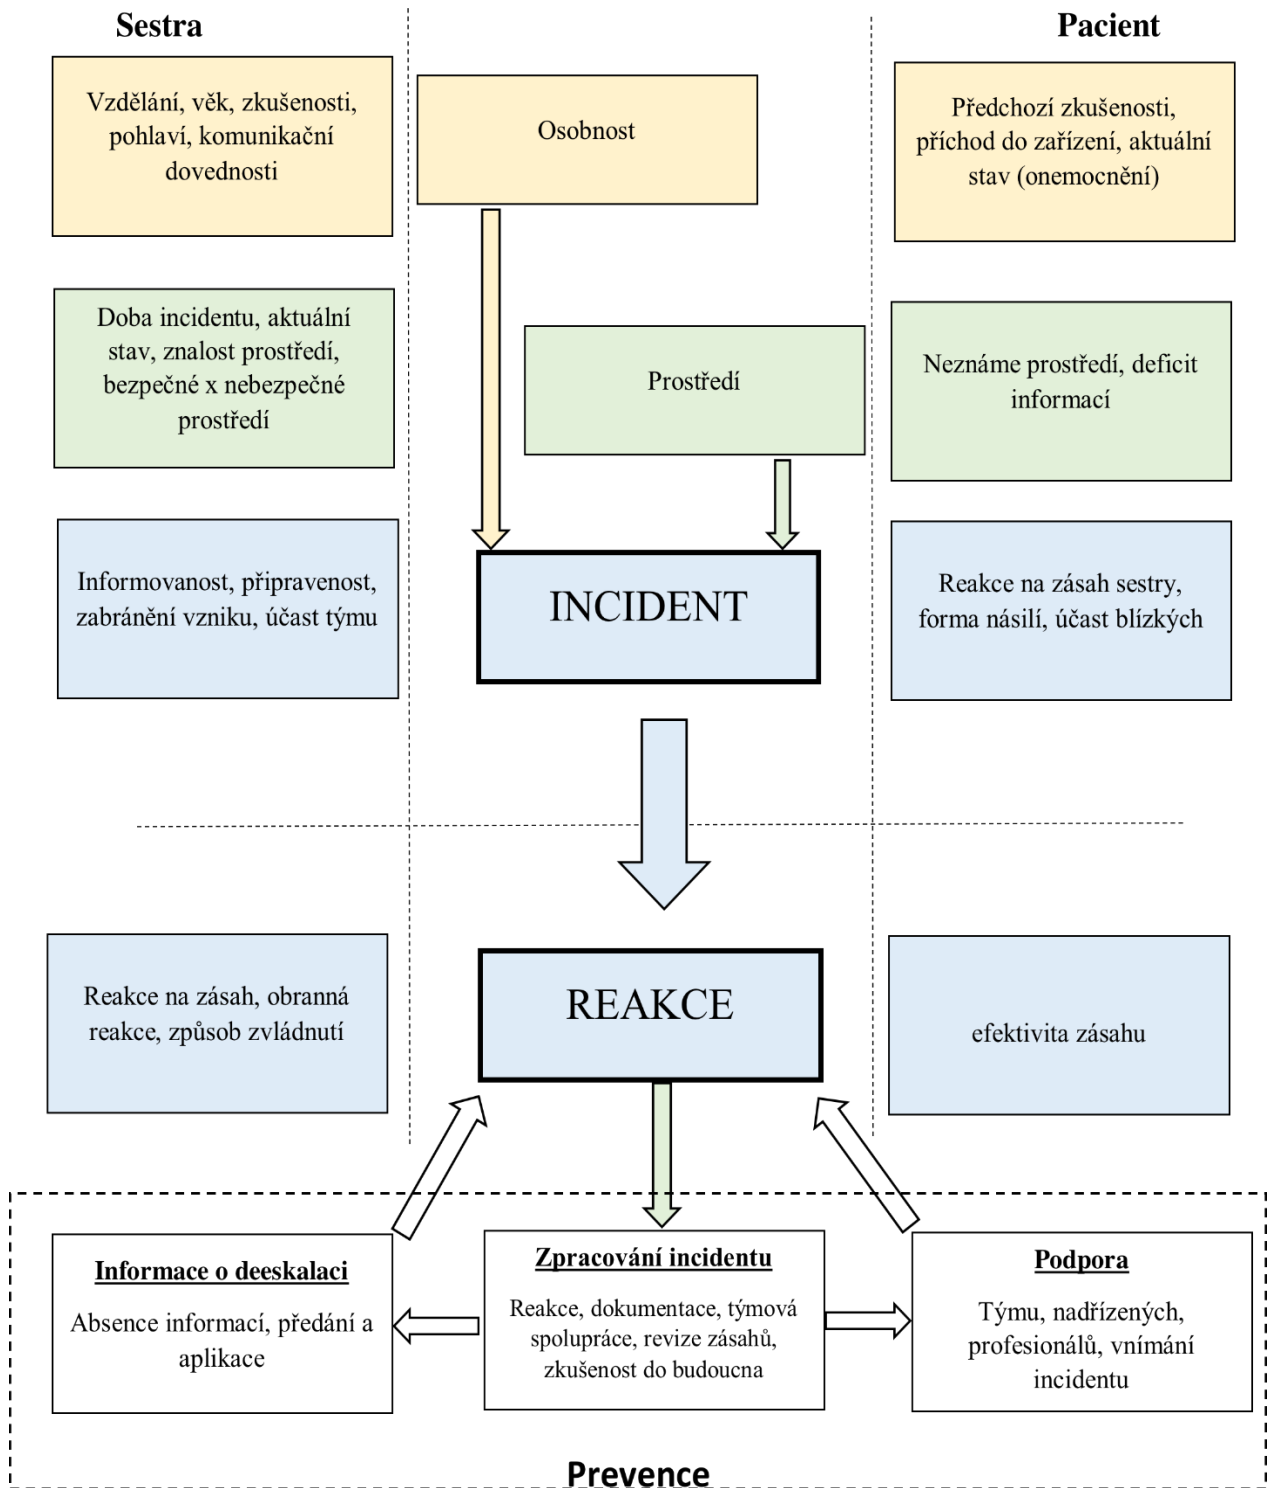 Sestra
Pacient
Vzdělání, věk, zkušenosti,
pohlaví, komunikační
dovednosti
Osobnost
Předchozí zkušenosti,
příchod do zařízení, aktuální
stav (onemocnění)
Doba incidentu, aktuální
stav, znalost prostředí,
bezpečné x nebezpečné
prostředí
Prostředí
Neznáme prostředí, deficit
informací
Informovanost, připravenost,
zabránění vzniku, účast týmu
INCIDENT
Reakce na zásah sestry,
forma násilí, účast blízkých
Reakce na zásah, obranná
reakce, způsob zvládnutí
REAKCE
efektivita zásahu
Informace o deeskalaci
Absence informací, předání a
aplikace
Zpracování incidentu
Reakce, dokumentace, týmová
spolupráce, revize zásahů,
zkušenost do budoucna
Podpora
Týmu, nadřízených,
profesionálů, vnímání
incidentu
Prevence